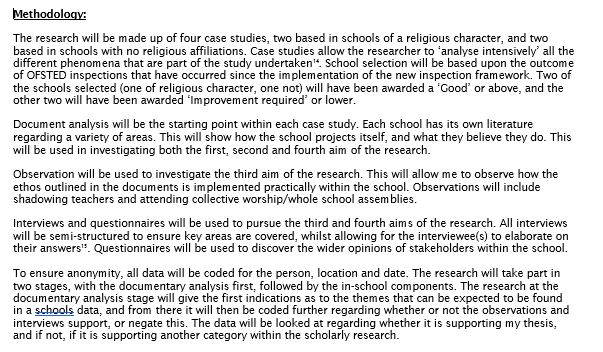 Methodology:
The research will be made up of four case studies, two based in schools of a religious character, and two
based in schools with no religious affiliations. Case studies allow the researcher to ‘analyse intensively’ all the
different phenomena that are part of the study undertaken¹⁴. School selection will be based upon the outcome
of OFSTED inspections that have occurred since the implementation of the new inspection framework. Two of
the schools selected (one of religious character, one not) will have been awarded a ‘Good’ or above, and the
other two will have been awarded ‘Improvement required’ or lower.
Document analysis will be the starting point within each case study. Each school has its own literature
regarding a variety of areas. This will show how the school projects itself, and what they believe they do. This
will be used in investigating both the first, second and fourth aim of the research.
Observation will be used to investigate the third aim of the research. This will allow me to observe how the
ethos outlined in the documents is implemented practically within the school. Observations will include
shadowing teachers and attending collective worship/whole school assemblies.
Interviews and questionnaires will be used to pursue the third and fourth aims of the research. All interviews
will be semi-structured to ensure key areas are covered, whilst allowing for the interviewee(s) to elaborate on
their answers¹⁵. Questionnaires will be used to discover the wider opinions of stakeholders within the school.
To ensure anonymity, all data will be coded for the person, location and date. The research will take part in
two stages, with the documentary analysis first, followed by the in-school components. The research at the
documentary analysis stage will give the first indications as to the themes that can be expected to be found
in a schools data, and from there it will then be coded further regarding whether or not the observations and
interviews support, or negate this. The data will be looked at regarding whether it is supporting my thesis,
and if not, if it is supporting another category within the scholarly research.